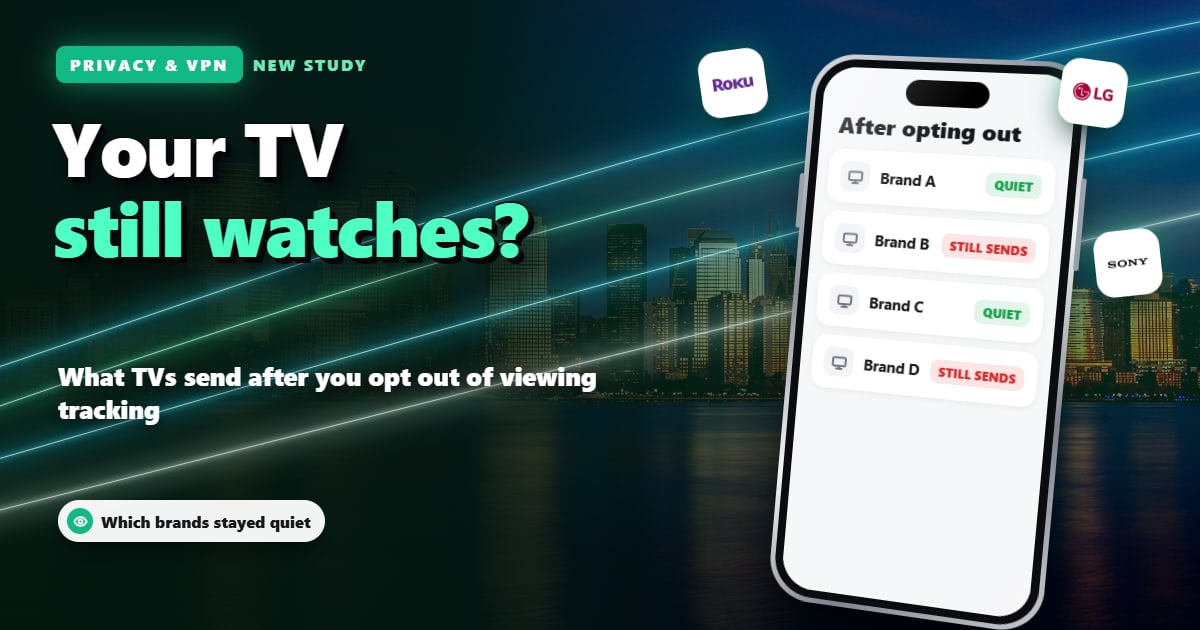 PRIVACY & VPN NEW STUDY
Your TV
still watches?
What TVs send after you opt out of viewing
tracking
Which brands stayed quiet
Roku
LG
SONY
After opting out
Brand A QUIET
Brand B STILL SENDS
Brand C QUIET
Brand D STILL SENDS